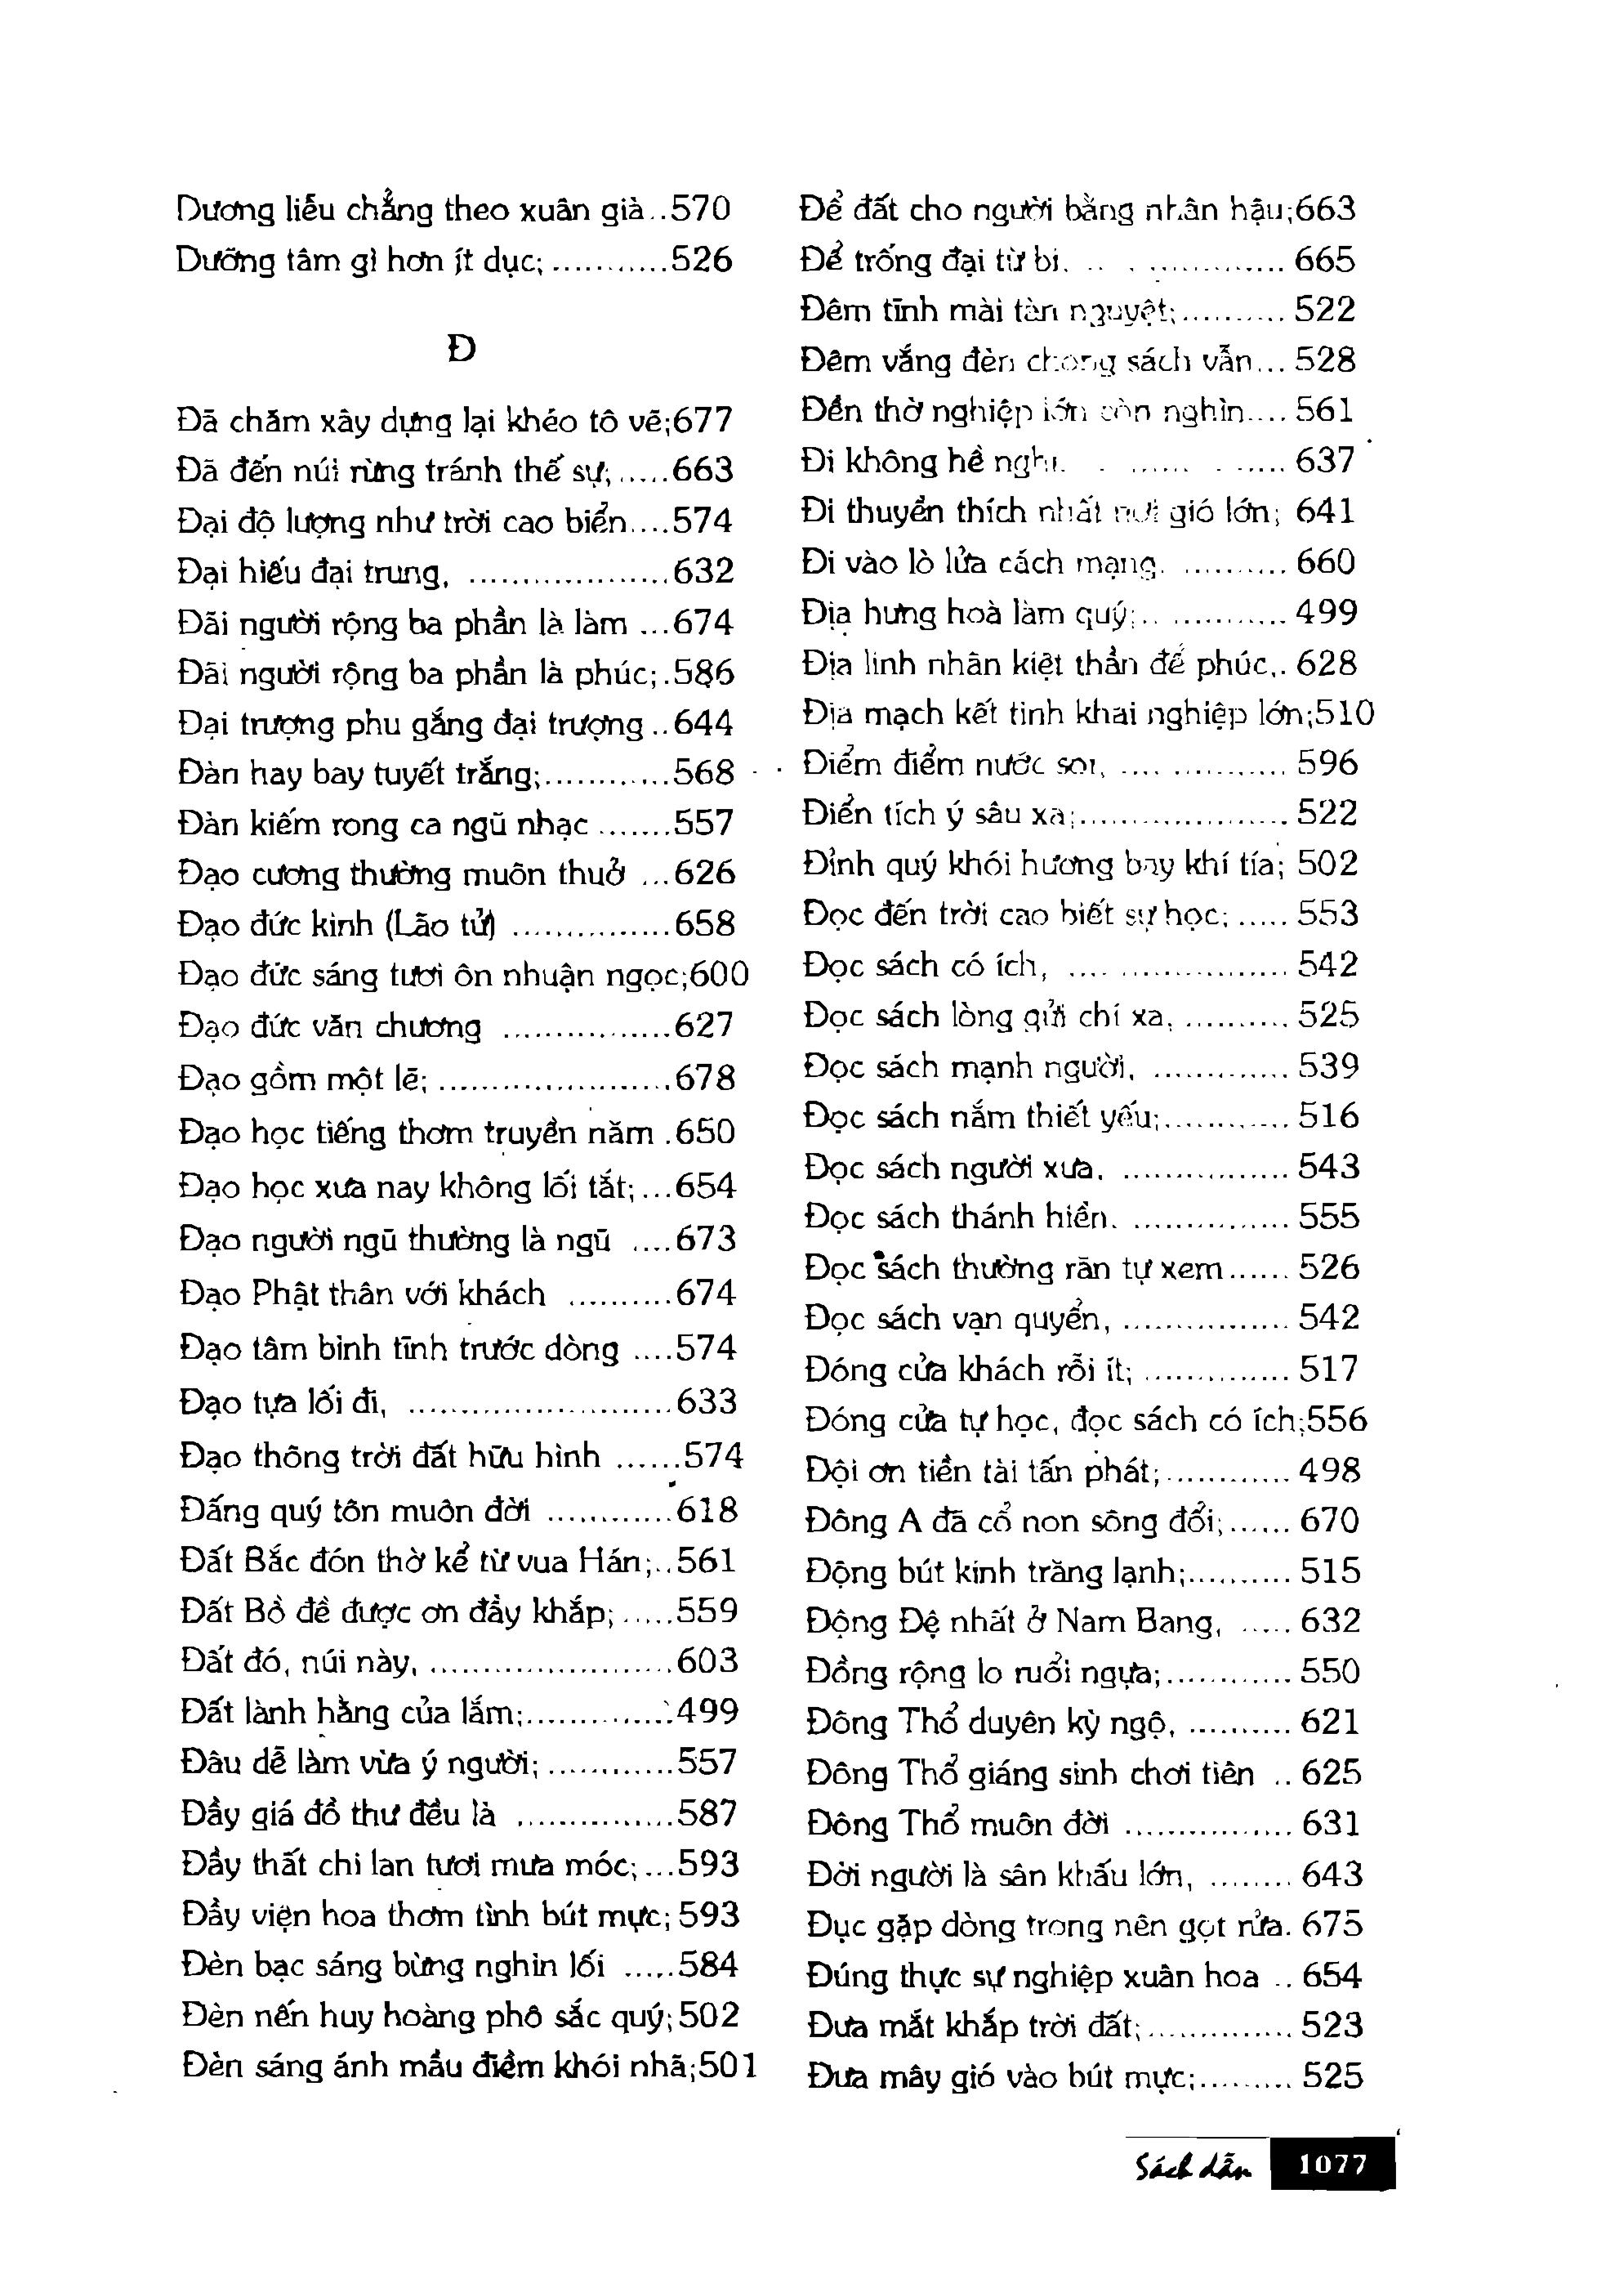 Dương liễu chẳng theo xuân già..570
Dưỡng tâm gì hơn ít dục;...........526
Đ
Đã chăm xây dựng lại khéo tô vẽ;677
Đã đến núi rừng tránh thế sự;.....663
Đại độ lượng như trời cao biển....574
Đại hiếu đại trung, ...................632
Đãi người rộng ba phần là làm ...674
Đãi người rộng ba phần là phúc;.586
Đại trượng phu gắng đại trượng ..644
Đàn hay bay tuyết trắng;............568
Đàn kiếm rong ca ngũ nhạc .......557
Đạo cương thường muôn thuở ...626
Đạo đức kinh (Lão tử) ...............658
Đạo đức sáng tươi ôn nhuận ngọc;600
Đạo đức văn chương ................627
Đạo gồm một lẽ; ......................678
Đạo học tiếng thơm truyền năm .650
Đạo học xưa nay không lối tắt;...654
Đạo người ngũ thường là ngũ ....673
Đạo Phật thân với khách ..........674
Đạo tâm bình tĩnh trước dòng ....574
Đạo tựa lối đi, .........................633
Đạo thông trời đất hữu hình ......574
Đấng quý tôn muôn đời ............618
Đất Bắc đón thờ kể từ vua Hán;..561
Đất Bồ đề được ơn đầy khắp;.....559
Đất đó, núi này, .......................603
Đất lành hằng của lắm;..............499
Đâu dễ làm vừa ý người;............557
Đầy giá đồ thư đều là ...............587
Đầy thất chi lan tươi mưa móc;...593
Đầy viện hoa thơm tình bút mực;593
Đèn bạc sáng bừng nghìn lối .....584
Đèn nến huy hoàng phô sắc quý;502
Đèn sáng ánh mầu điềm khói nhã;501
Để đất cho người bằng nhân hậu;663
Để trống đại từ bi, .. . ............. 665
Đêm tĩnh mài tàn nguyệt;.......... 522
Đêm vắng đèn chong sách vẫn... 528
Đền thờ nghiệp lớn còn nghìn.... 561
Đi không hề nghi, . ...... . ..... 637
Đi thuyền thích nhất nơi gió lớn; 641
Đi vào lò lửa cách mạng, .......... 660
Địa hưng hoà làm quý;.. ........... 499
Địa linh nhân kiệt thần để phúc.. 628
Địa mạch kết tinh khai nghiệp lớn;510
Điểm điểm nước sơi, .... ........... 596
Điển tích ý sâu xa;.................... 522
Đỉnh quý khói hương bay khí tía; 502
Đọc đến trời cao biết sự học; ..... 553
Đọc sách có ích, .... ................ 542
Đọc sách lòng gửi chí xa, .......... 525
Đọc sách mạnh người, ............. 539
Đọc sách nắm thiết yếu;............ 516
Đọc sách người xưa, ................ 543
Đọc sách thánh hiền, ............... 555
Đọc sách thường răn tự xem...... 526
Đọc sách vạn quyển, ................ 542
Đóng cửa khách rỗi ít; .............. 517
Đóng cửa tự học, đọc sách có ích;556
Đội ơn tiền tài tấn phát;............ 498
Đông A đã cổ non sông đổi;...... 670
Động bút kinh trăng lạnh;.......... 515
Động Đệ nhất ở Nam Bang, ..... 632
Đồng rộng lo ruổi ngựa;............ 550
Đông Thổ duyên kỳ ngộ, .......... 621
Đông Thổ giáng sinh chơi tiên .. 625
Đông Thổ muôn đời ................ 631
Đời người là sân khấu lớn, ........ 643
Đục gặp dòng trong nên gọt rửa. 675
Đúng thực sự nghiệp xuân hoa .. 654
Đưa mắt khắp trời đất;.............. 523
Đưa mây gió vào bút mực;......... 525
Sách dẫn 1077